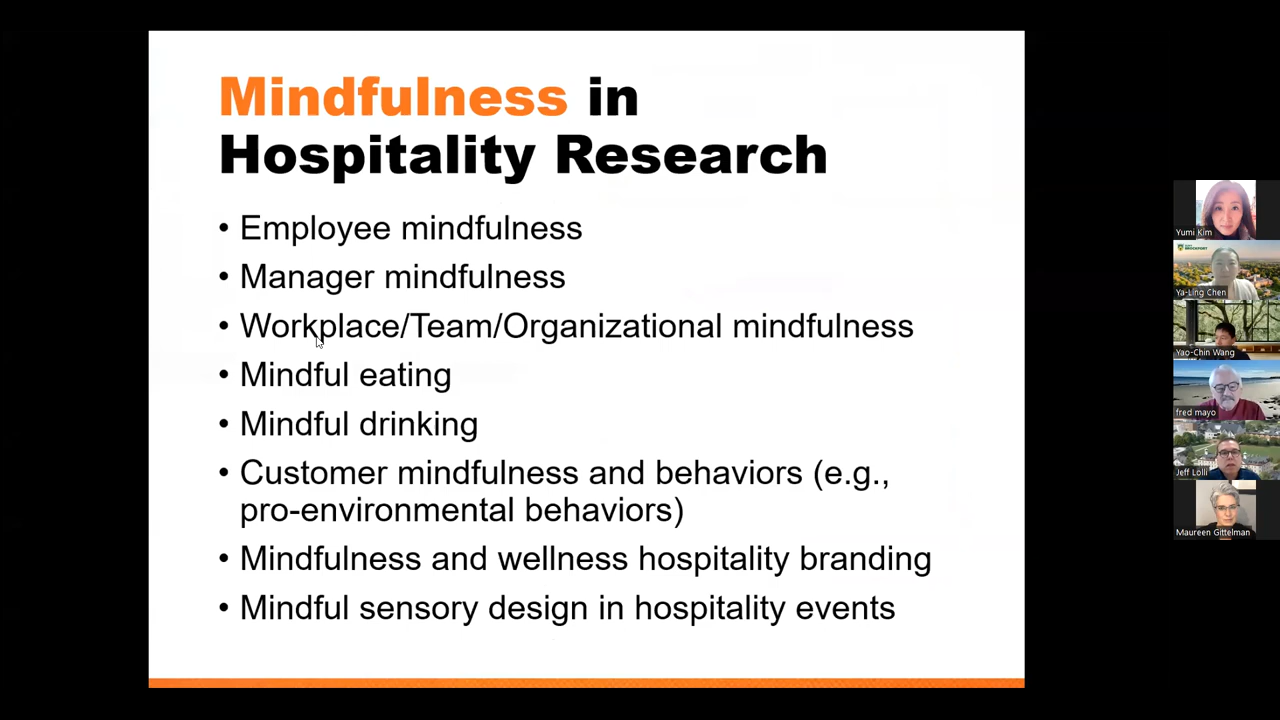 Mindfulness in
Hospitality Research
• Employee mindfulness
• Manager mindfulness
• Workplace/Team/Organizational mindfulness
• Mindful eating
• Mindful drinking
• Customer mindfulness and behaviors (e.g.,
pro-environmental behaviors)
• Mindfulness and wellness hospitality branding
• Mindful sensory design in hospitality events
Yumi Kim
BROCKPORT
Ya-Ling Chen
Yao-Chin Wang
fred mayo
Jeff Lolli
Maureen Gittelman